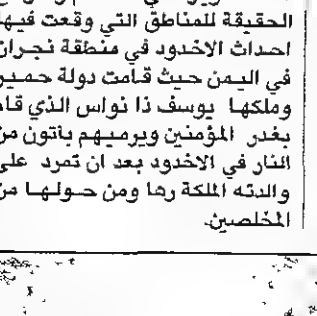 الحقيقة للمناطق التي وقعت فيها
احداث الاخدود في منطقة نجران
في اليمن حيث قامت دولة حمير
وملكها يوسف ذا نواس الذي قام
بغدر المؤمنين ويرميهم باتون من
النار في الاخدود بعد ان تمرد على
والدته الملكة رها ومن حولها من
المخلصين.